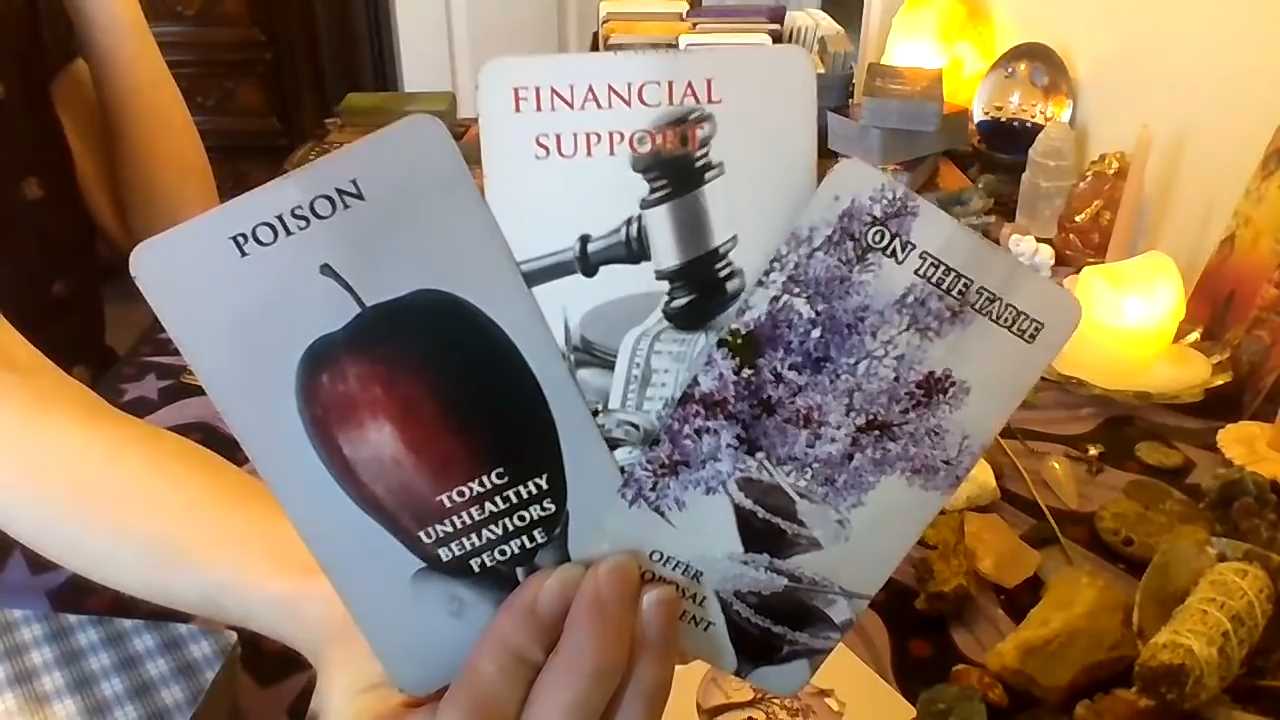 POISON
TOXIC
UNHEALTHY
BEHAVIORS
PEOPLE
FINANCIAL
SUPPORT
ON THE TABLE
OFFER